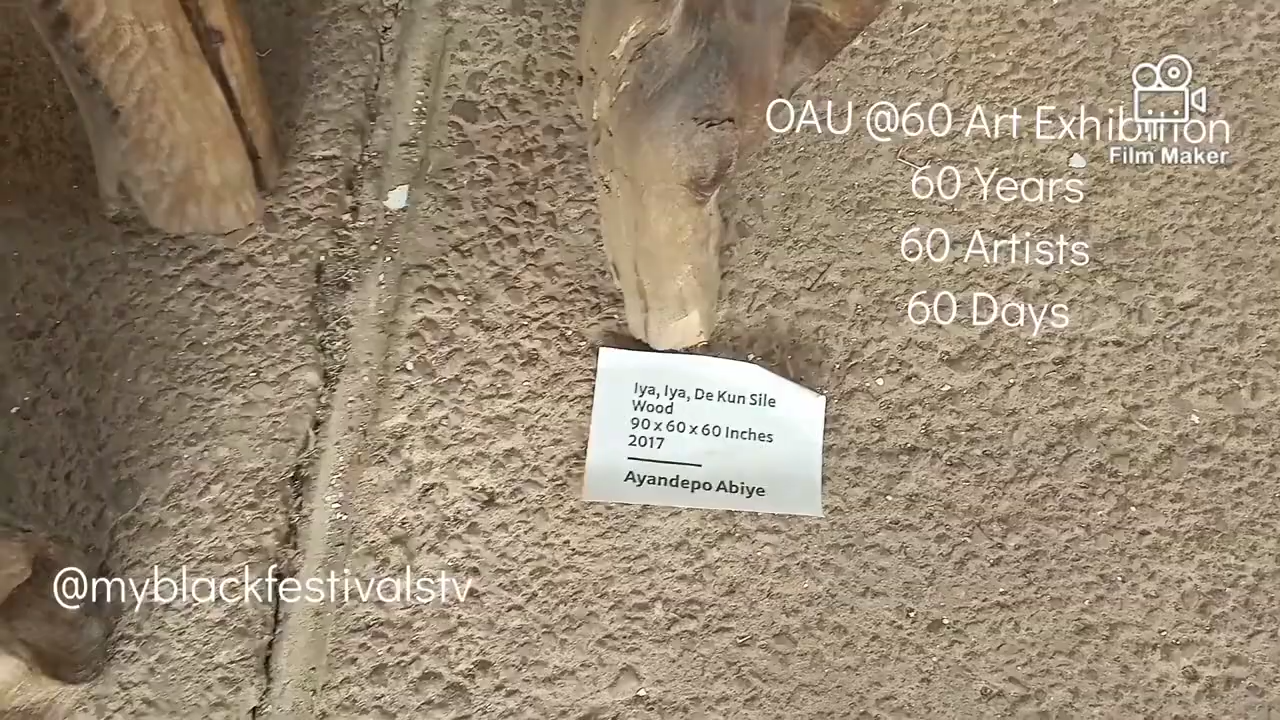 OAU @60 Art Exhibition
Film Maker
60 Years
60 Artists
60 Days
Iya, Iya, De Kun Sile
Wood
90 x 60 x 60 Inches
2017
Ayandepo Abiye
@myblackfestivalstv